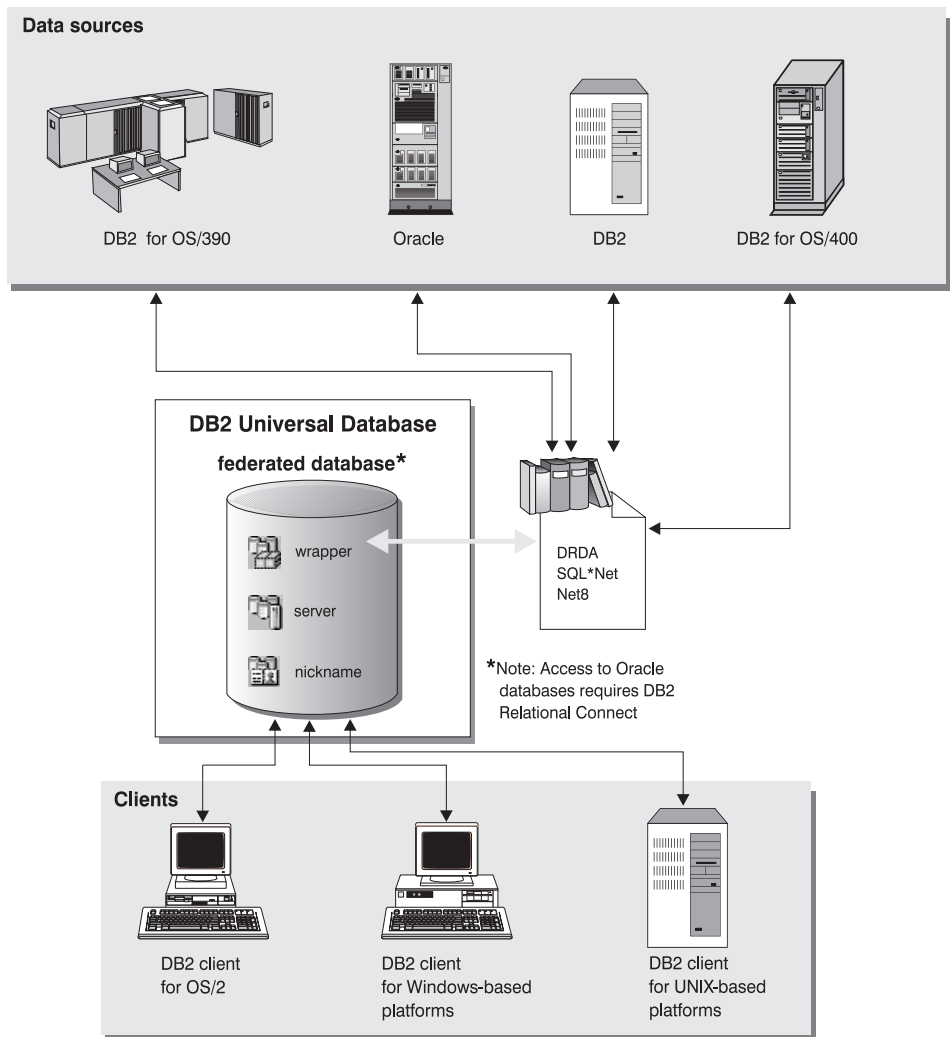 Data sources
DB2 for OS/390
Oracle
DB2
DB2 for OS/400
DB2 Universal Database
federated database*
wrapper
server
nickname
DRDA
SQL*Net
Net8
*Note: Access to Oracle
databases requires DB2
Relational Connect
Clients
DB2 client
for OS/2
DB2 client
for Windows-based
platforms
DB2 client
for UNIX-based
platforms